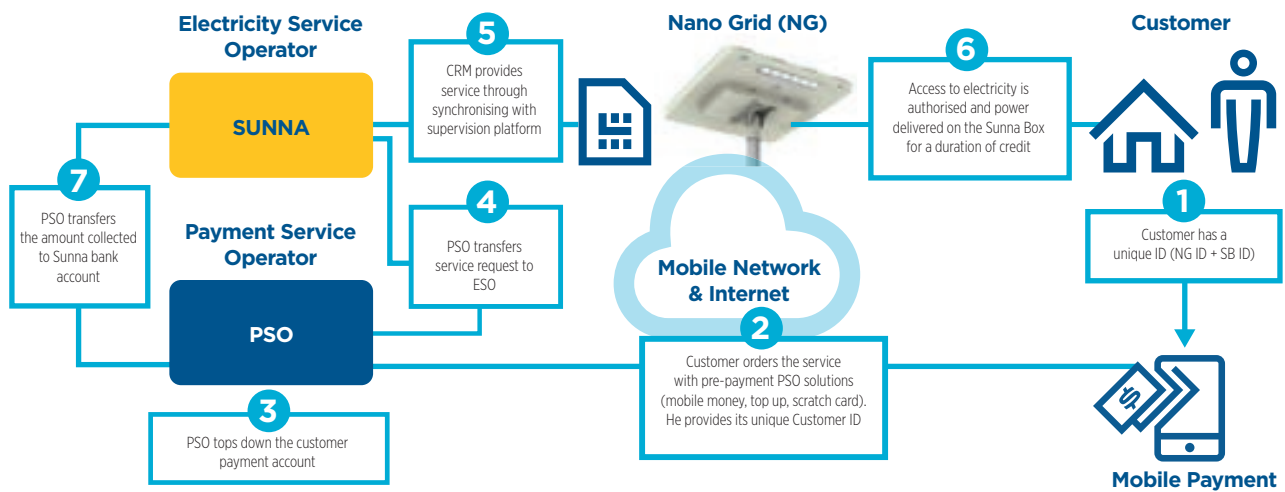 Electricity Service
Operator
SUNNA
5
CRM provides
service through
synchronising with
supervision platform
Nano Grid (NG)
6
Access to electricity is
authorised and power
delivered on the Sunna Box
for a duration of credit
Customer
7
PSO transfers
the amount collected
to Sunna bank
account
4
PSO transfers
service request to
ESO
1
Customer has a
unique ID (NG ID + SB ID)
Payment Service
Operator
PSO
Mobile Network
& Internet
2
Customer orders the service
with pre-payment PSO solutions
(mobile money, top up, scratch card).
He provides its unique Customer ID
3
PSO tops down the customer
payment account
$
Mobile Payment